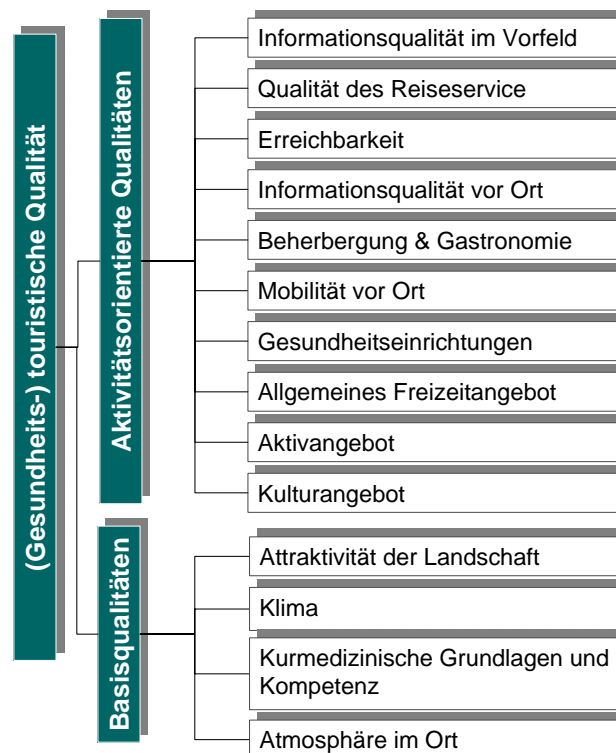 (Gesundheits-) touristische Qualität
Aktivitätsorientierte Qualitäten
Informationsqualität im Vorfeld
Qualität des Reiseservice
Erreichbarkeit
Informationsqualität vor Ort
Beherbergung & Gastronomie
Mobilität vor Ort
Gesundheitseinrichtungen
Allgemeines Freizeitangebot
Aktivangebot
Kulturangebot
Basisqualitäten
Attraktivität der Landschaft
Klima
Kurmedizinische Grundlagen und
Kompetenz
Atmosphäre im Ort